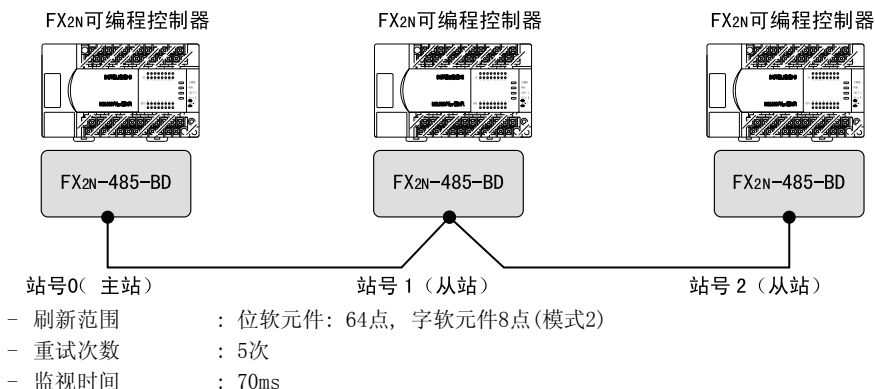 FX2N可编程控制器 FX2N可编程控制器 FX2N可编程控制器
FX2N-485-BD FX2N-485-BD FX2N-485-BD
站号0( 主站） 站号 1（从站） 站号 2（从站）
- 刷新范围 : 位软元件: 64点, 字软元件8点(模式2)
- 重试次数 : 5次
- 监视时间 : 70ms